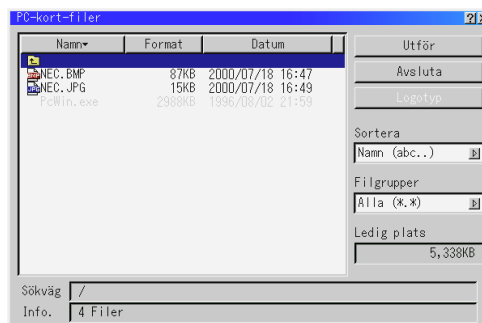 PC-kort-filer
Namn Format Datum
NEC.BMP 87KB 2000/07/18 16:47
NEC.JPG 15KB 2000/07/18 16:49
PcWin.exe 2988KB 1996/08/02 21:59
Utför
Avsluta
Logotyp
Sortera
Namn (abc..)
Filgrupper
Alla (*.*)
Ledig plats
5,338KB
Sökväg /
Info. 4 Filer